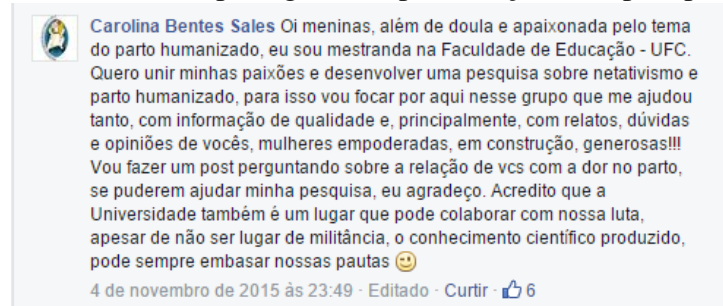 Carolina Bentes Sales Oi meninas, além de doula e apaixonada pelo tema
do parto humanizado, eu sou mestranda na Faculdade de Educação - UFC.
Quero unir minhas paixões e desenvolver uma pesquisa sobre netativismo e
parto humanizado, para isso vou focar por aqui nesse grupo que me ajudou
tanto, com informação de qualidade e, principalmente, com relatos, dúvidas
e opiniões de vocês, mulheres empoderadas, em construção, generosas!!!
Vou fazer um post perguntando sobre a relação de vcs com a dor no parto,
se puderem ajudar minha pesquisa, eu agradeço. Acredito que a
Universidade também é um lugar que pode colaborar com nossa luta,
apesar de não ser lugar de militância, o conhecimento científico produzido,
pode sempre embasar nossas pautas
4 de novembro de 2015 às 23:49 · Editado · Curtir · 6